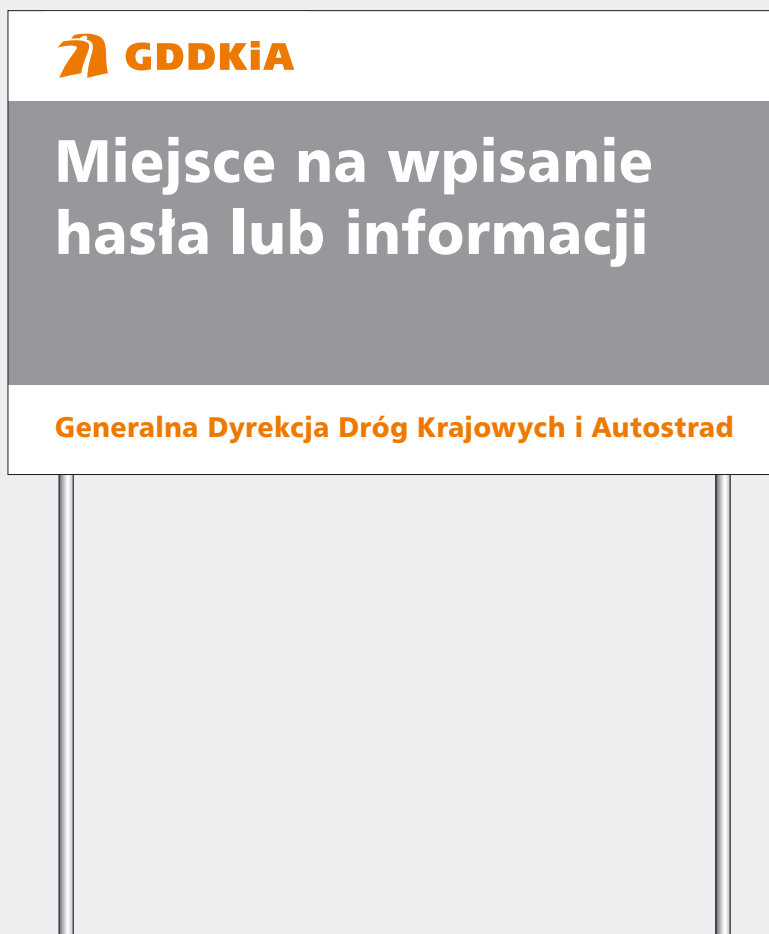 GDDKiA
Miejsce na wpisanie
hasła lub informacji
Generalna Dyrekcja Dróg Krajowych i Autostrad